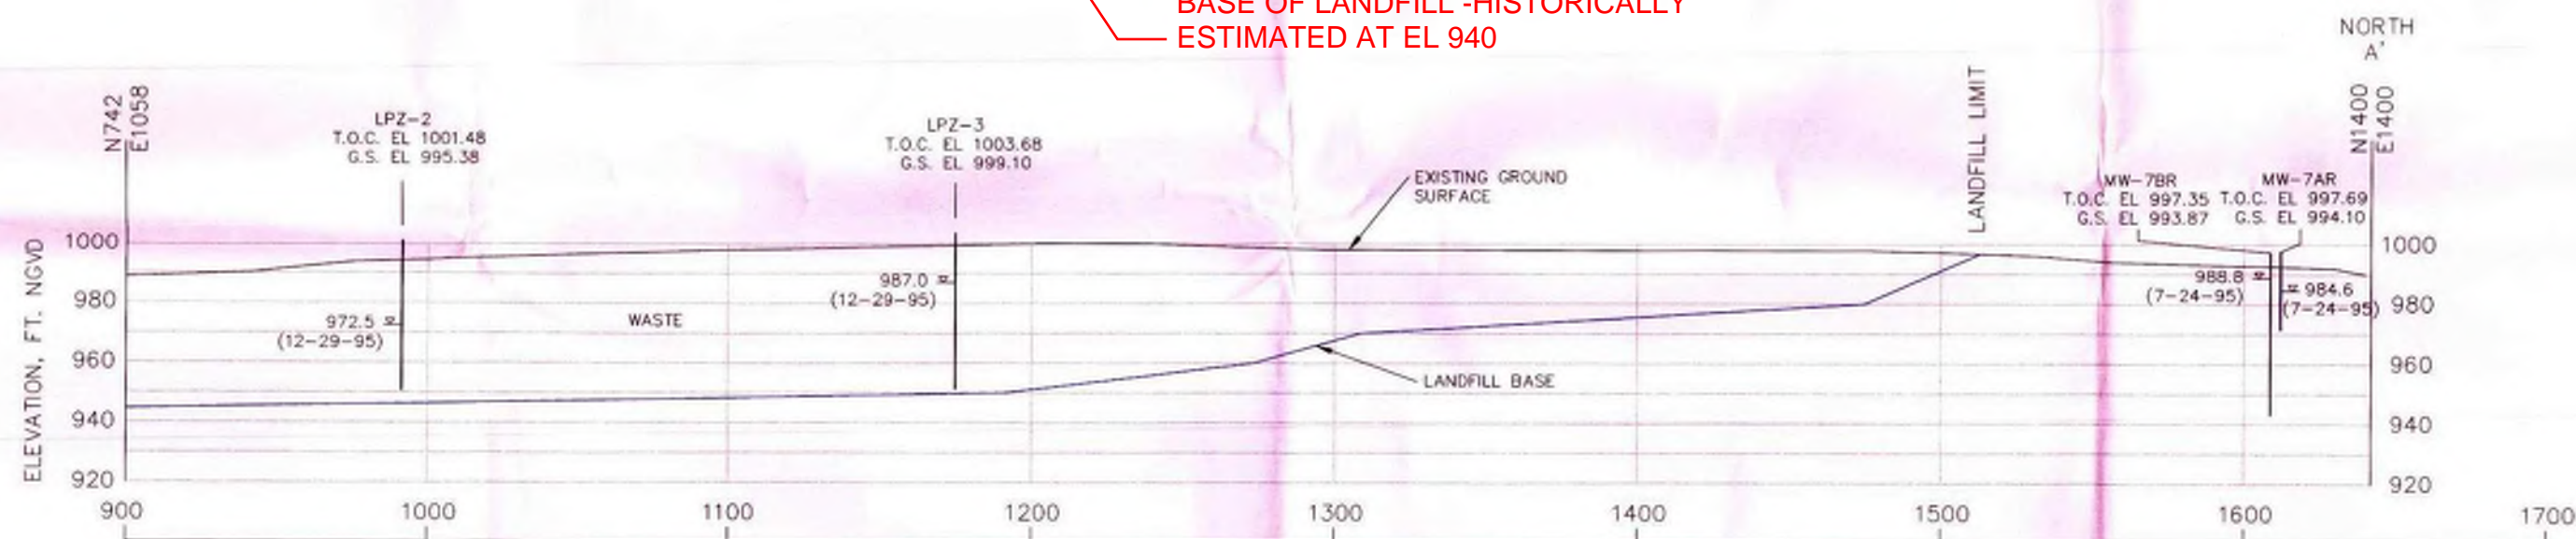 BASE OF LANDFILL -HISTORICALLY
ESTIMATED AT EL 940
NORTH
A'
N742
E1058
LPZ-2
T.O.C. EL 1001.48
G.S. EL 995.38
LPZ-3
T.O.C. EL 1003.68
G.S. EL 999.10
EXISTING GROUND
SURFACE
LANDFILL LIMIT
MW-7BR
T.O.C. EL 997.35
G.S. EL 993.87
MW-7AR
T.O.C. EL 997.69
G.S. EL 994.10
N1400
E1400
ELEVATION, FT. NGVD
1000
980
960
940
920
972.5
(12-29-95)
WASTE
987.0
(12-29-95)
LANDFILL BASE
988.8
(7-24-95)
984.6
(7-24-95)
1000
980
960
940
920
900 1000 1100 1200 1300 1400 1500 1600 1700